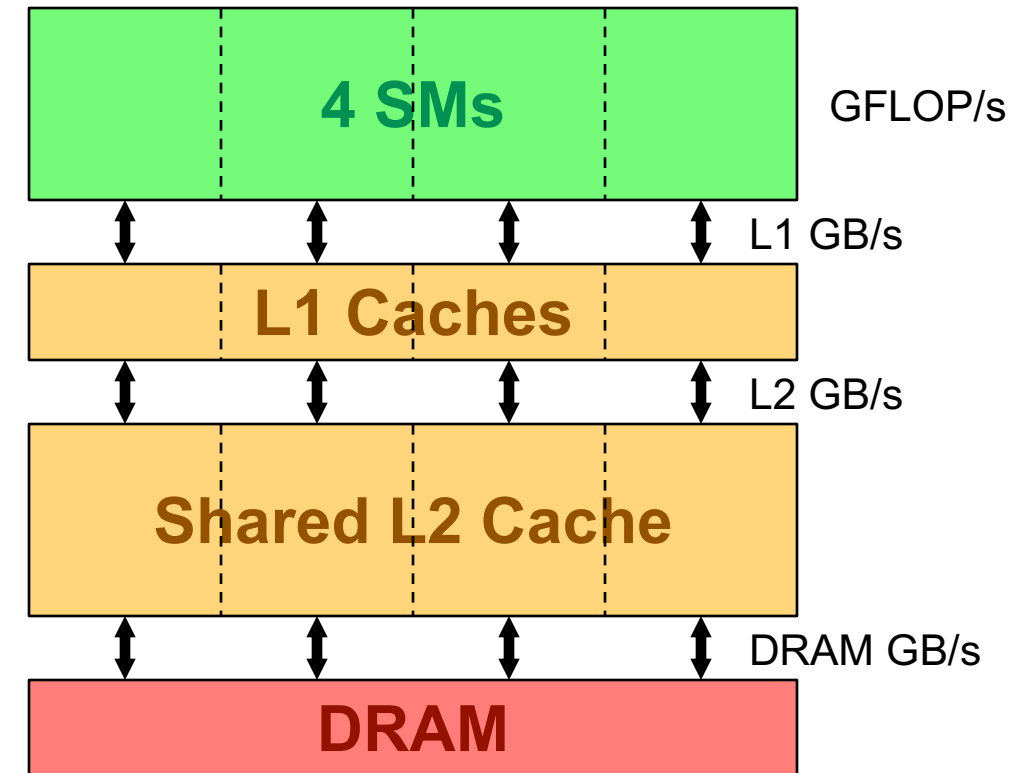 4 SMs
GFLOP/s
L1 GB/s
L1 Caches
L2 GB/s
Shared L2 Cache
DRAM GB/s
DRAM